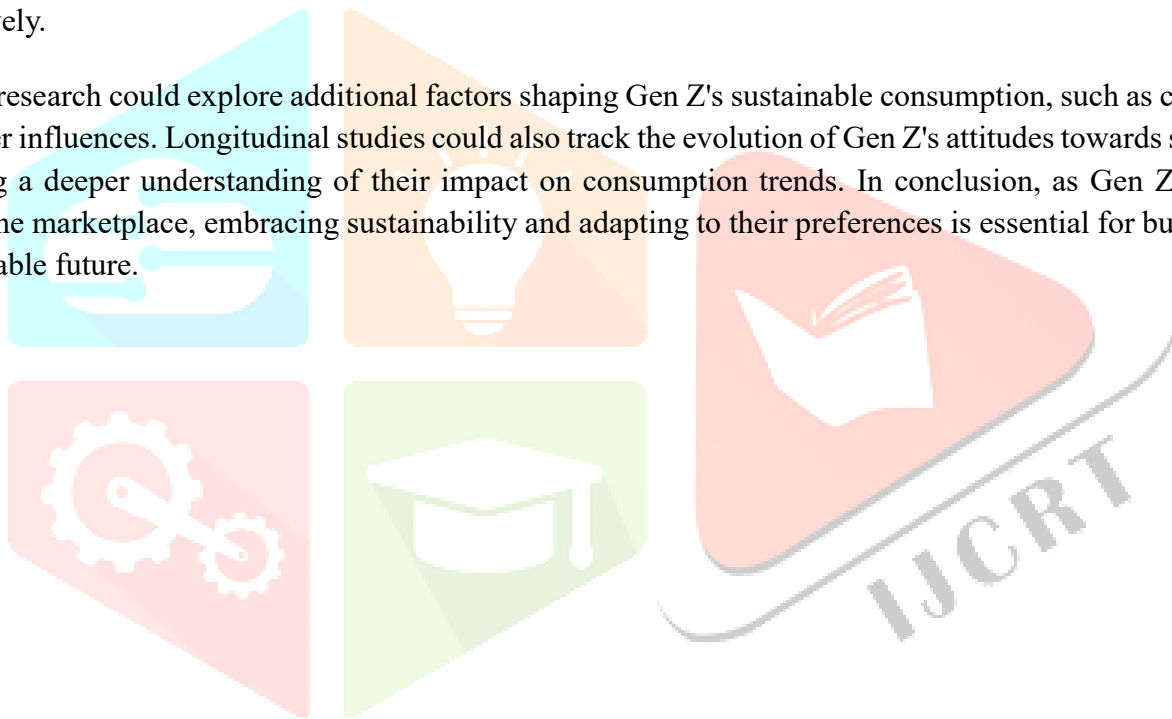 ely.
research could explore additional factors shaping Gen Z's sustainable consumption, such as c
r influences. Longitudinal studies could also track the evolution of Gen Z's attitudes towards s
g a deeper understanding of their impact on consumption trends. In conclusion, as Gen Z
ne marketplace, embracing sustainability and adapting to their preferences is essential for bu
able future.
IJCRT